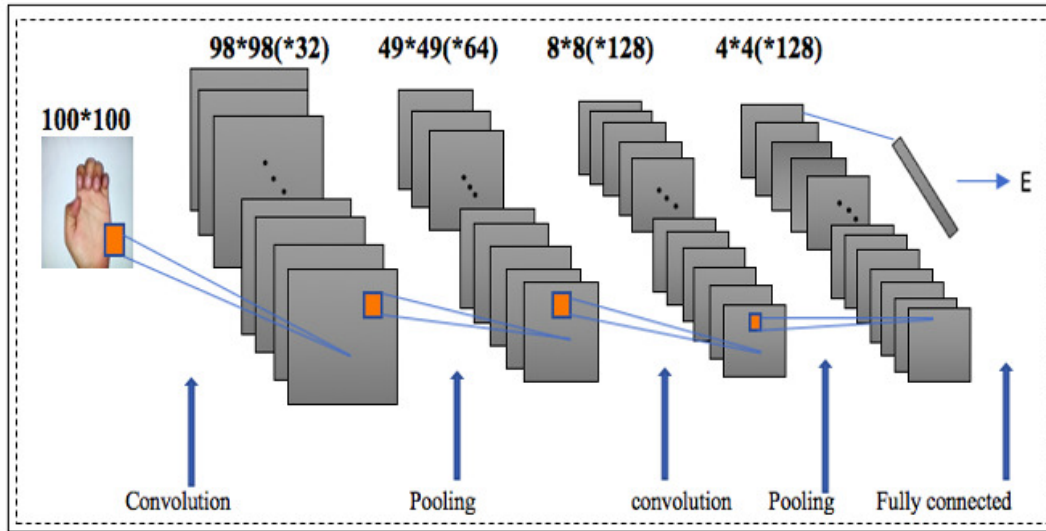 98*98(*32) 49*49(*64) 8*8(*128) 4*4(*128)
100*100
E
Convolution Pooling convolution Pooling Fully connected